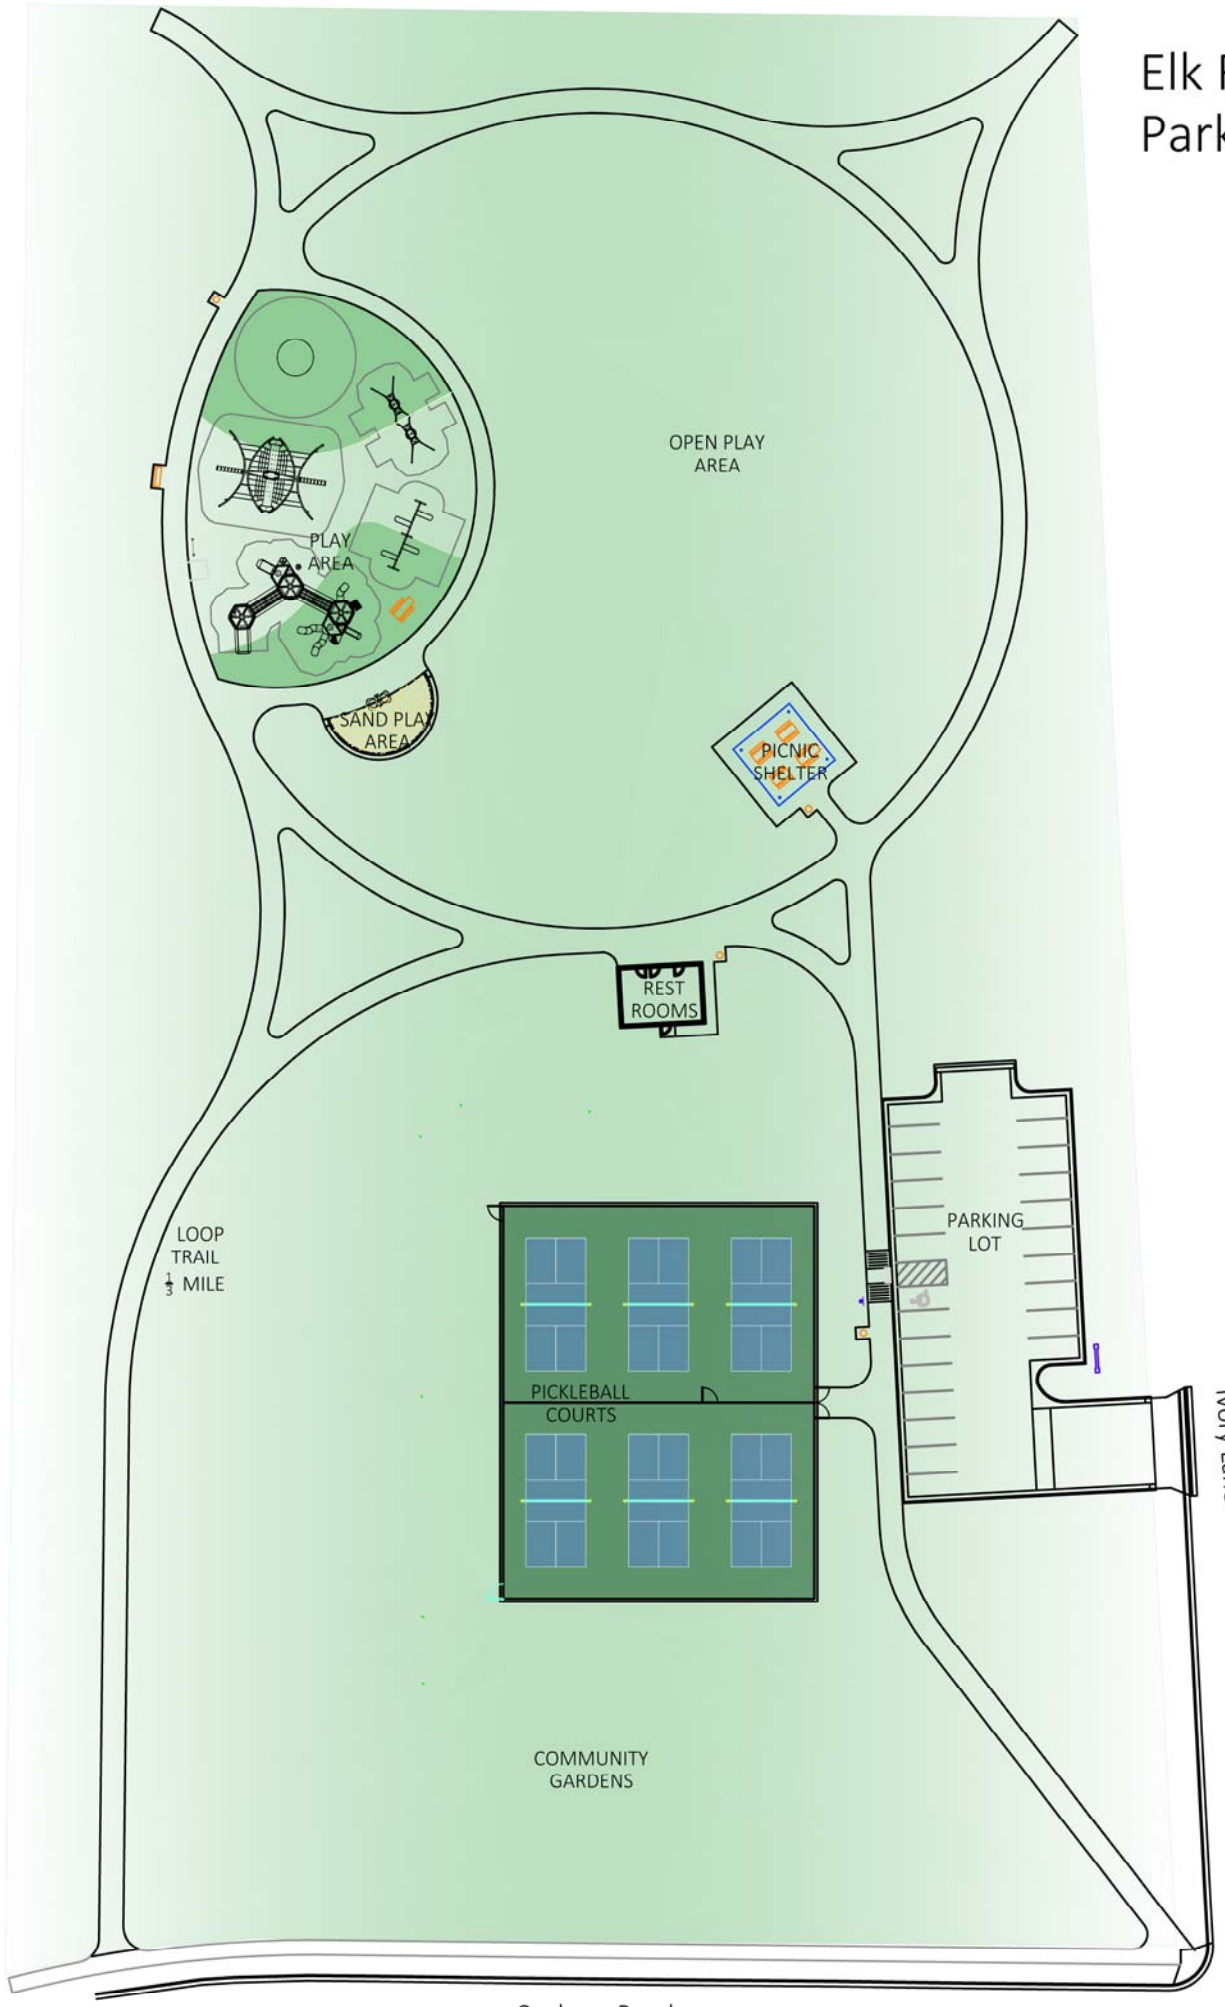 Elk
Park
OPEN PLAY
AREA
PLAY
AREA
SAND PLAY
AREA
PICNIC
SHELTER
REST
ROOMS
PARKING
LOT
LOOP
TRAIL
1/3 MILE
PICKLEBALL
COURTS
COMMUNITY
GARDENS